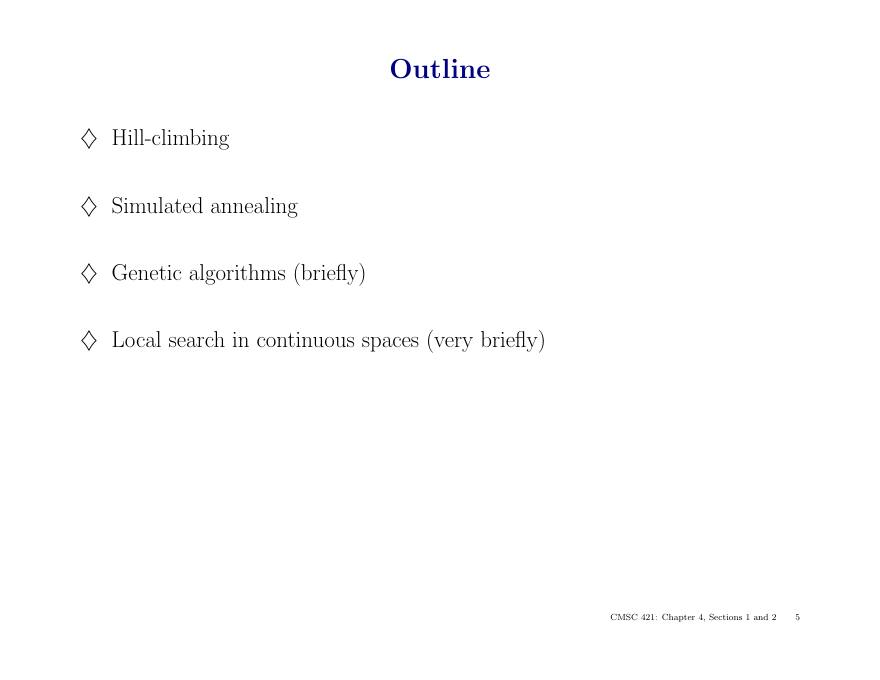 Outline
♢ Hill-climbing
♢ Simulated annealing
♢ Genetic algorithms (briefly)
♢ Local search in continuous spaces (very briefly)
CMSC 421: Chapter 4, Sections 1 and 2 5